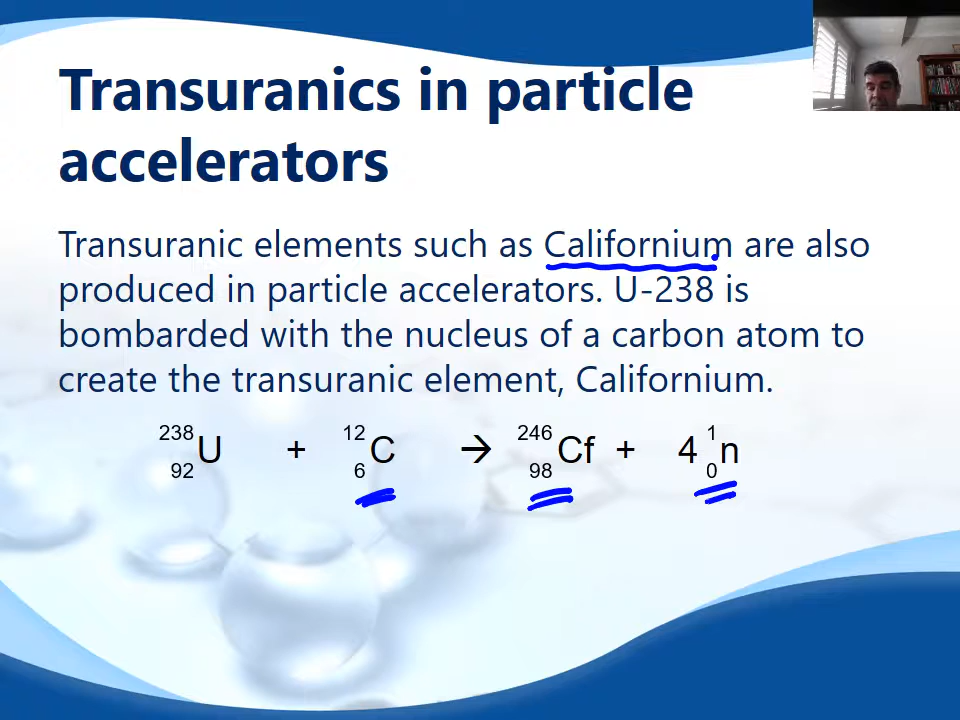 Transuranics in particle
accelerators
Transuranic elements such as Californium are also
produced in particle accelerators. U-238 is
bombarded with the nucleus of a carbon atom to
create the transuranic element, Californium.
238 92 U + 12 6 C → 246 98 Cf + 4 1 0 n